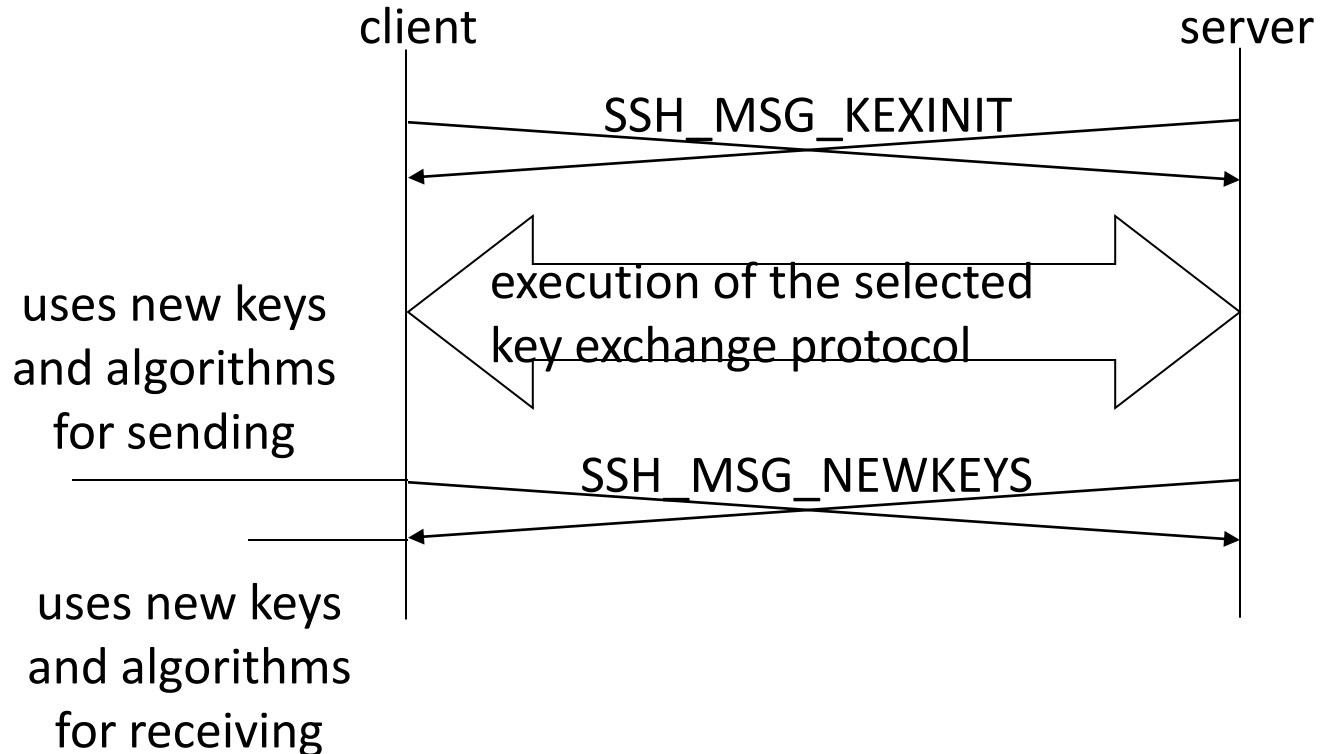 client
server
SSH_MSG_KEXINIT
execution of the selected
key exchange protocol
uses new keys
and algorithms
for sending
SSH_MSG_NEWKEYS
uses new keys
and algorithms
for receiving